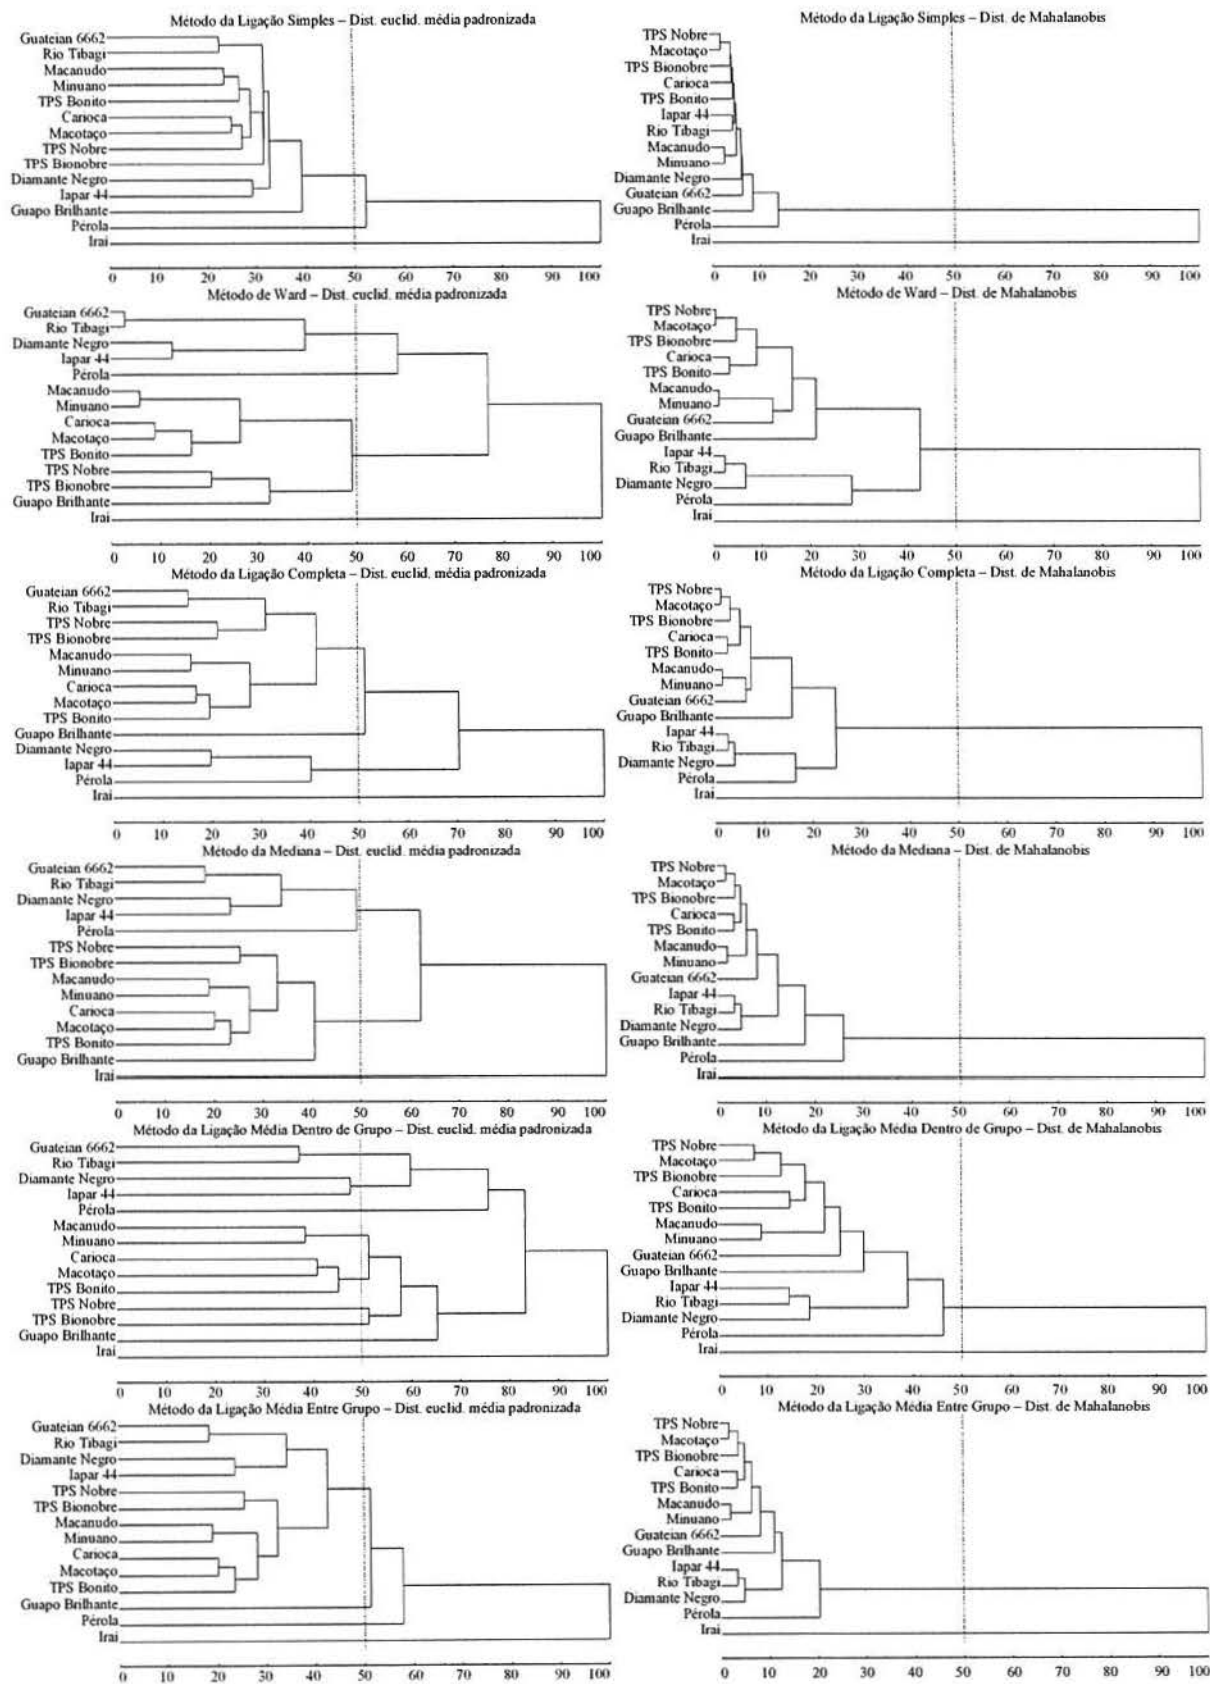 Método da Ligação Simples – Dist. euclid. média padronizada
Guateian 6662
Rio Tibagi
Macanudo
Minuano
TPS Bonito
Carioca
Macotaço
TPS Nobre
TPS Bionobre
Diamante Negro
Iapar 44
Guapo Brilhante
Pérola
Irai
0 10 20 30 40 50 60 70 80 90 100
Método da Ligação Simples – Dist. de Mahalanobis
TPS Nobre
Macotaço
TPS Bionobre
Carioca
TPS Bonito
Iapar 44
Rio Tibagi
Macanudo
Minuano
Diamante Negro
Guateian 6662
Guapo Brilhante
Pérola
Irai
0 10 20 30 40 50 60 70 80 90 100
Método de Ward – Dist. euclid. média padronizada
Guateian 6662
Rio Tibagi
Diamante Negro
Iapar 44
Pérola
Macanudo
Minuano
Carioca
Macotaço
TPS Bonito
TPS Nobre
TPS Bionobre
Guapo Brilhante
Irai
0 10 20 30 40 50 60 70 80 90 100
Método de Ward – Dist. de Mahalanobis
TPS Nobre
Macotaço
TPS Bionobre
Carioca
TPS Bonito
Macanudo
Minuano
Guateian 6662
Guapo Brilhante
Iapar 44
Rio Tibagi
Diamante Negro
Pérola
Irai
0 10 20 30 40 50 60 70 80 90 100
Método da Ligação Completa – Dist. euclid. média padronizada
Guateian 6662
Rio Tibagi
TPS Nobre
TPS Bionobre
Macanudo
Minuano
Carioca
Macotaço
TPS Bonito
Guapo Brilhante
Diamante Negro
Iapar 44
Pérola
Irai
0 10 20 30 40 50 60 70 80 90 100
Método da Ligação Completa – Dist. de Mahalanobis
TPS Nobre
Macotaço
TPS Bionobre
Carioca
TPS Bonito
Macanudo
Minuano
Guateian 6662
Guapo Brilhante
Iapar 44
Rio Tibagi
Diamante Negro
Pérola
Irai
0 10 20 30 40 50 60 70 80 90 100
Método da Mediana – Dist. euclid. média padronizada
Guateian 6662
Rio Tibagi
Diamante Negro
Iapar 44
Pérola
TPS Nobre
TPS Bionobre
Macanudo
Minuano
Carioca
Macotaço
TPS Bonito
Guapo Brilhante
Irai
0 10 20 30 40 50 60 70 80 90 100
Método da Mediana – Dist. de Mahalanobis
TPS Nobre
Macotaço
TPS Bionobre
Carioca
TPS Bonito
Macanudo
Minuano
Guateian 6662
Iapar 44
Rio Tibagi
Diamante Negro
Guapo Brilhante
Pérola
Irai
0 10 20 30 40 50 60 70 80 90 100
Método da Ligação Média Dentro de Grupo – Dist. euclid. média padronizada
Guateian 6662
Rio Tibagi
Diamante Negro
Iapar 44
Pérola
Macanudo
Minuano
Carioca
Macotaço
TPS Bonito
TPS Nobre
TPS Bionobre
Guapo Brilhante
Irai
0 10 20 30 40 50 60 70 80 90 100
Método da Ligação Média Dentro de Grupo – Dist. de Mahalanobis
TPS Nobre
Macotaço
TPS Bionobre
Carioca
TPS Bonito
Macanudo
Minuano
Guateian 6662
Guapo Brilhante
Iapar 44
Rio Tibagi
Diamante Negro
Pérola
Irai
0 10 20 30 40 50 60 70 80 90 100
Método da Ligação Média Entre Grupo – Dist. euclid. média padronizada
Guateian 6662
Rio Tibagi
Diamante Negro
Iapar 44
TPS Nobre
TPS Bionobre
Macanudo
Minuano
Carioca
Macotaço
TPS Bonito
Guapo Brilhante
Pérola
Irai
0 10 20 30 40 50 60 70 80 90 100
Método da Ligação Média Entre Grupo – Dist. de Mahalanobis
TPS Nobre
Macotaço
TPS Bionobre
Carioca
TPS Bonito
Macanudo
Minuano
Guateian 6662
Guapo Brilhante
Iapar 44
Rio Tibagi
Diamante Negro
Pérola
Irai
0 10 20 30 40 50 60 70 80 90 100